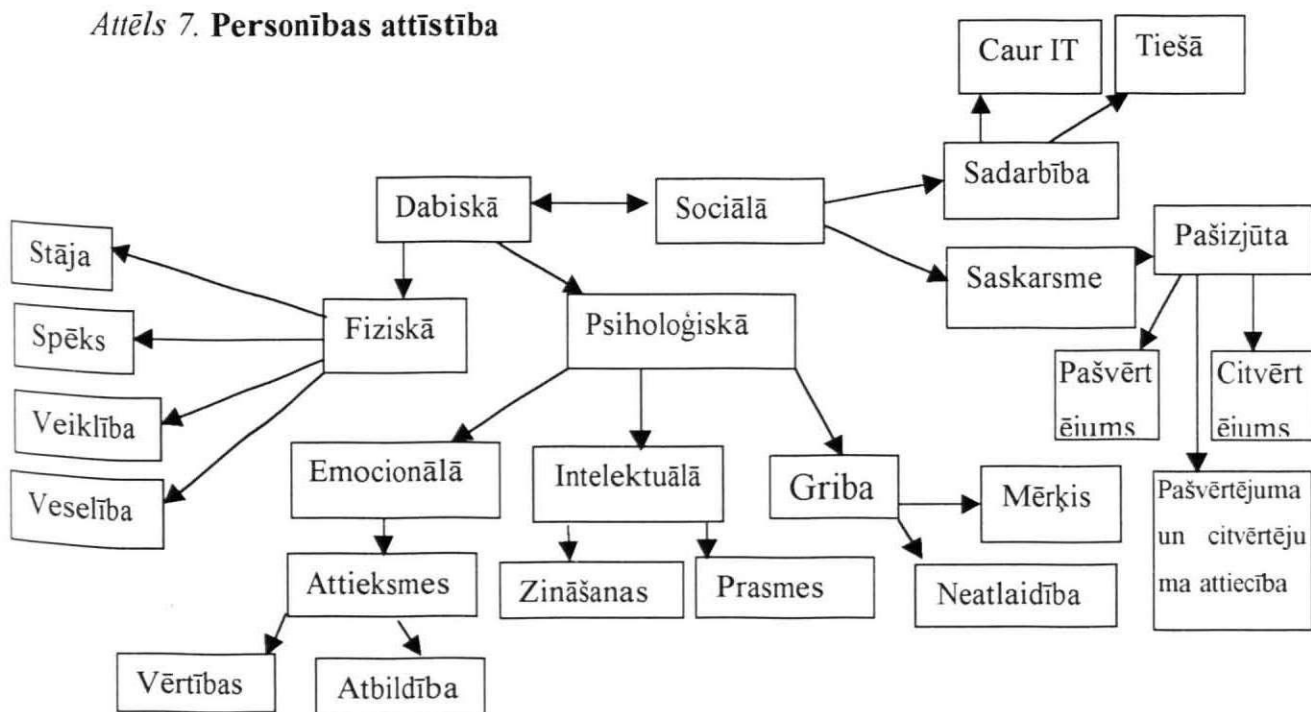 Attēls 7. Personības attīstība
Caur IT
Tiešā
Sadarbība
Dabiskā
Sociālā
Pašizjūta
Stāja
Saskarsme
Fiziskā
Psiholoģiskā
Spēks
Pašvērt
ējums
Citvērt
ējums
Veiklība
Emocionālā
Intelektuālā
Griba
Mērķis
Veselība
Pašvērtējuma
un citvērtēju
ma attiecība
Attieksmes
Zināšanas
Prasmes
Neatlaidība
Vērtības
Atbildība